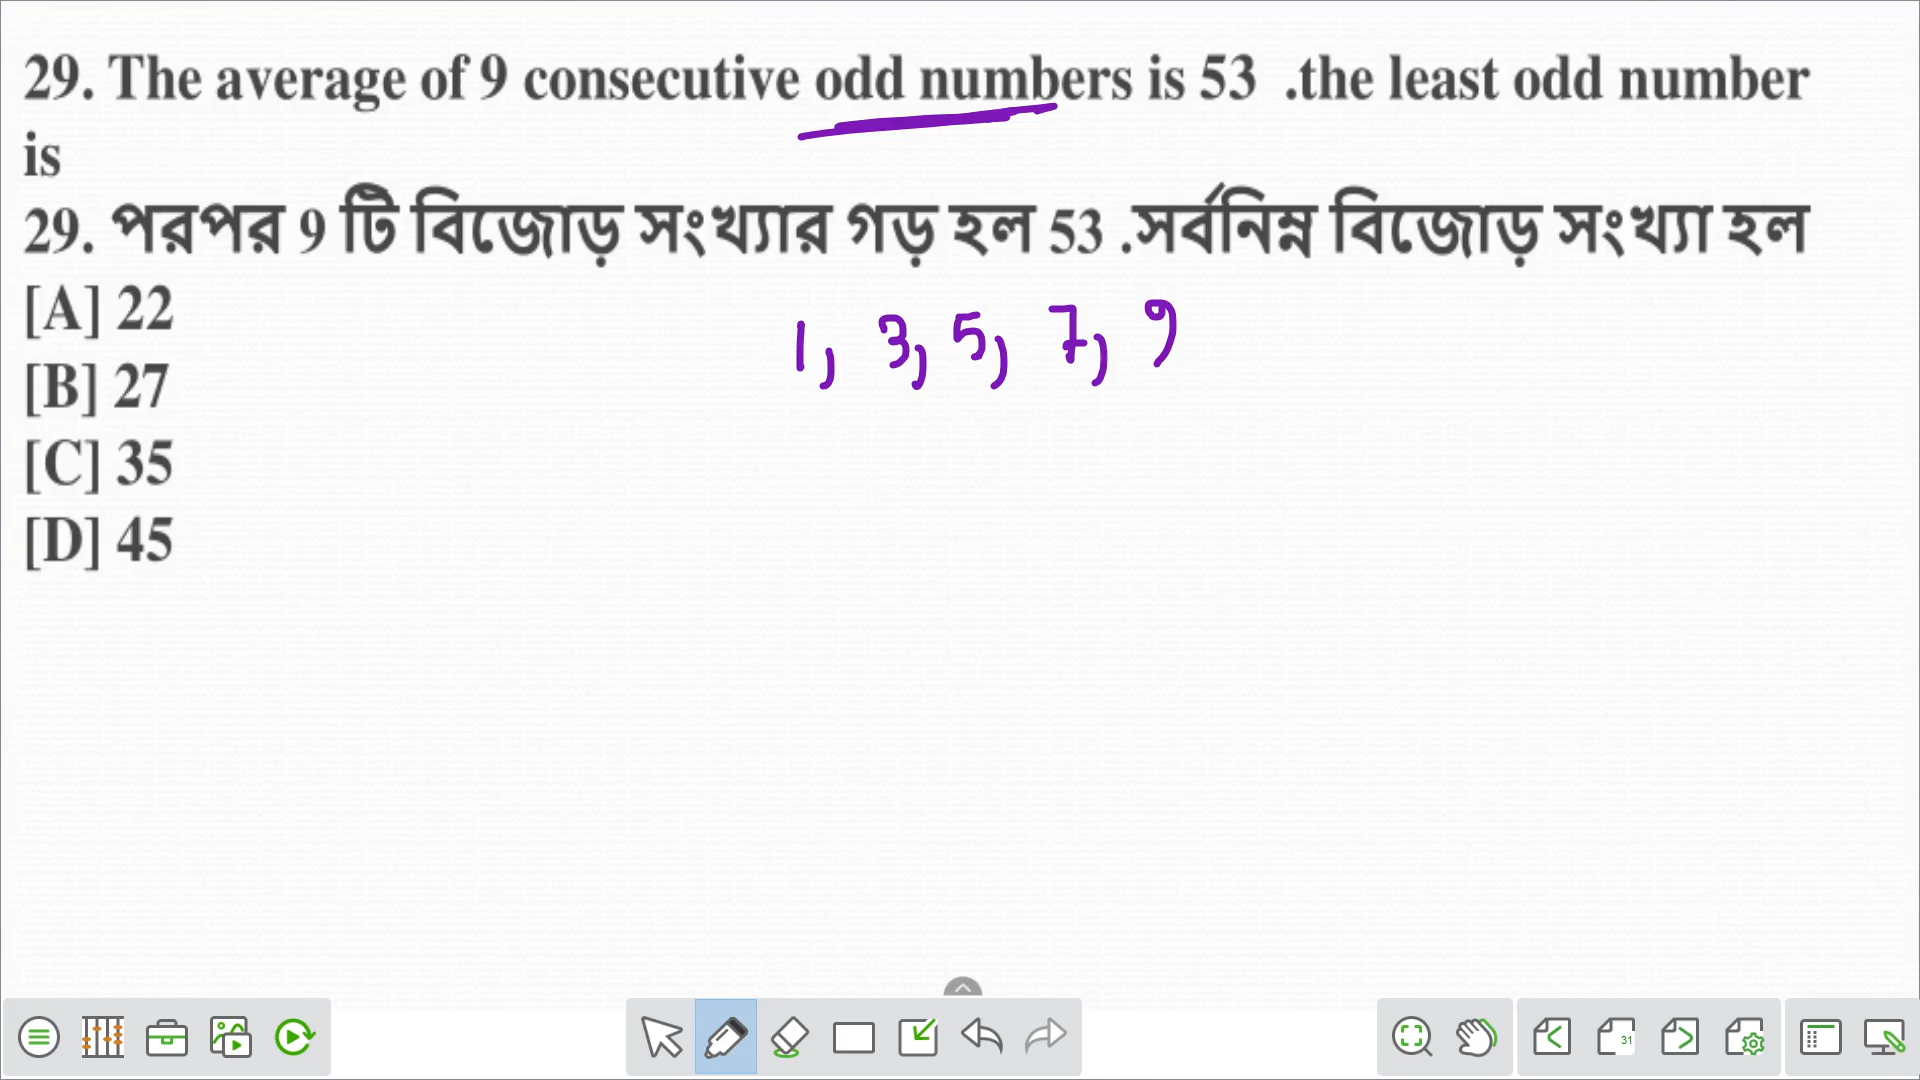 29. The average of 9 consecutive odd numbers is 53 .the least odd number
is
29. পরপর 9 টি বিজোড় সংখ্যার গড় হল 53 .সর্বনিম্ন বিজোড় সংখ্যা হল
[A] 22
1, 3, 5, 7, 9
[B] 27
[C] 35
[D] 45
31